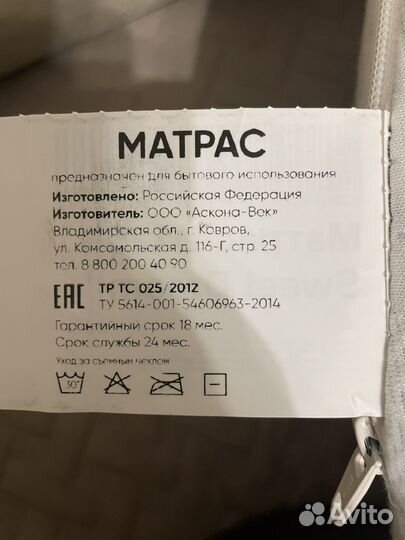 МАТРАС
предназначен для бытового использования
Изготовлено: Российская Федерация
Изготовитель: ООО «Аскона-Век»
Владимирская обл., г. Ковров,
ул. Комсомольская д. 116-Г, стр. 25
тел. 8 800 200 40 90
ЕАС ТР ТС 025/2012
ТУ 5614-001-54606963-2014
Гарантийный срок 18 мес.
Срок службы 24 мес.
Уход за съемным чехлом
30°
Avito